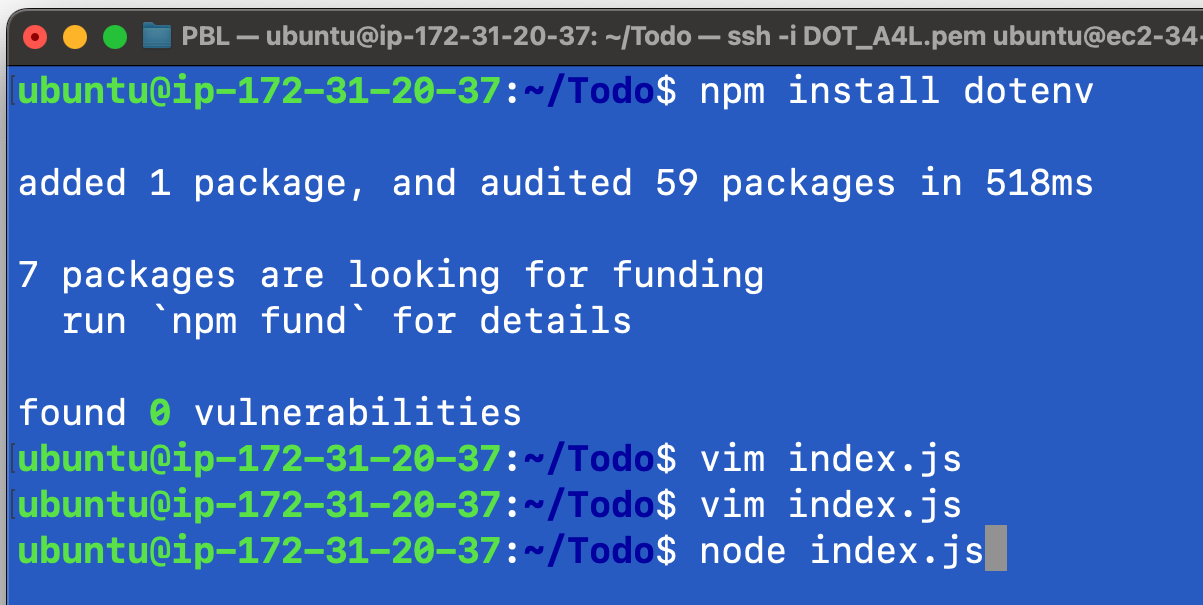 PBL — ubuntu@ip-172-31-20-37: ~/Todo — ssh -i DOT_A4L.pem ubuntu@ec2-34-
ubuntu@ip-172-31-20-37:~/Todo$ npm install dotenv
added 1 package, and audited 59 packages in 518ms
7 packages are looking for funding
  run `npm fund` for details
found 0 vulnerabilities
ubuntu@ip-172-31-20-37:~/Todo$ vim index.js
ubuntu@ip-172-31-20-37:~/Todo$ vim index.js
ubuntu@ip-172-31-20-37:~/Todo$ node index.js